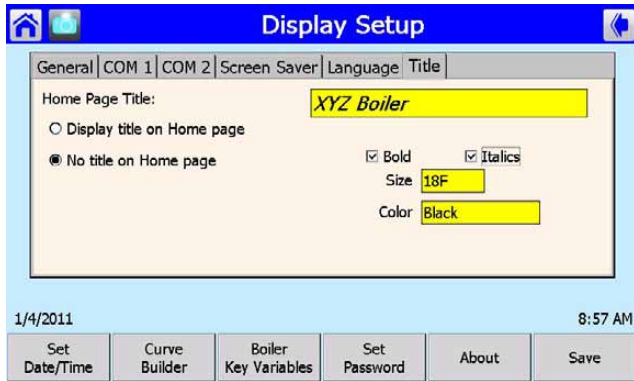 Display Setup
General COM 1 COM 2 Screen Saver Language Title
Home Page Title: XYZ Boiler
Display title on Home page
No title on Home page
Bold Italics
Size 18F
Color Black
1/4/2011 8:57 AM
Set Date/Time
Curve Builder
Boiler Key Variables
Set Password
About
Save